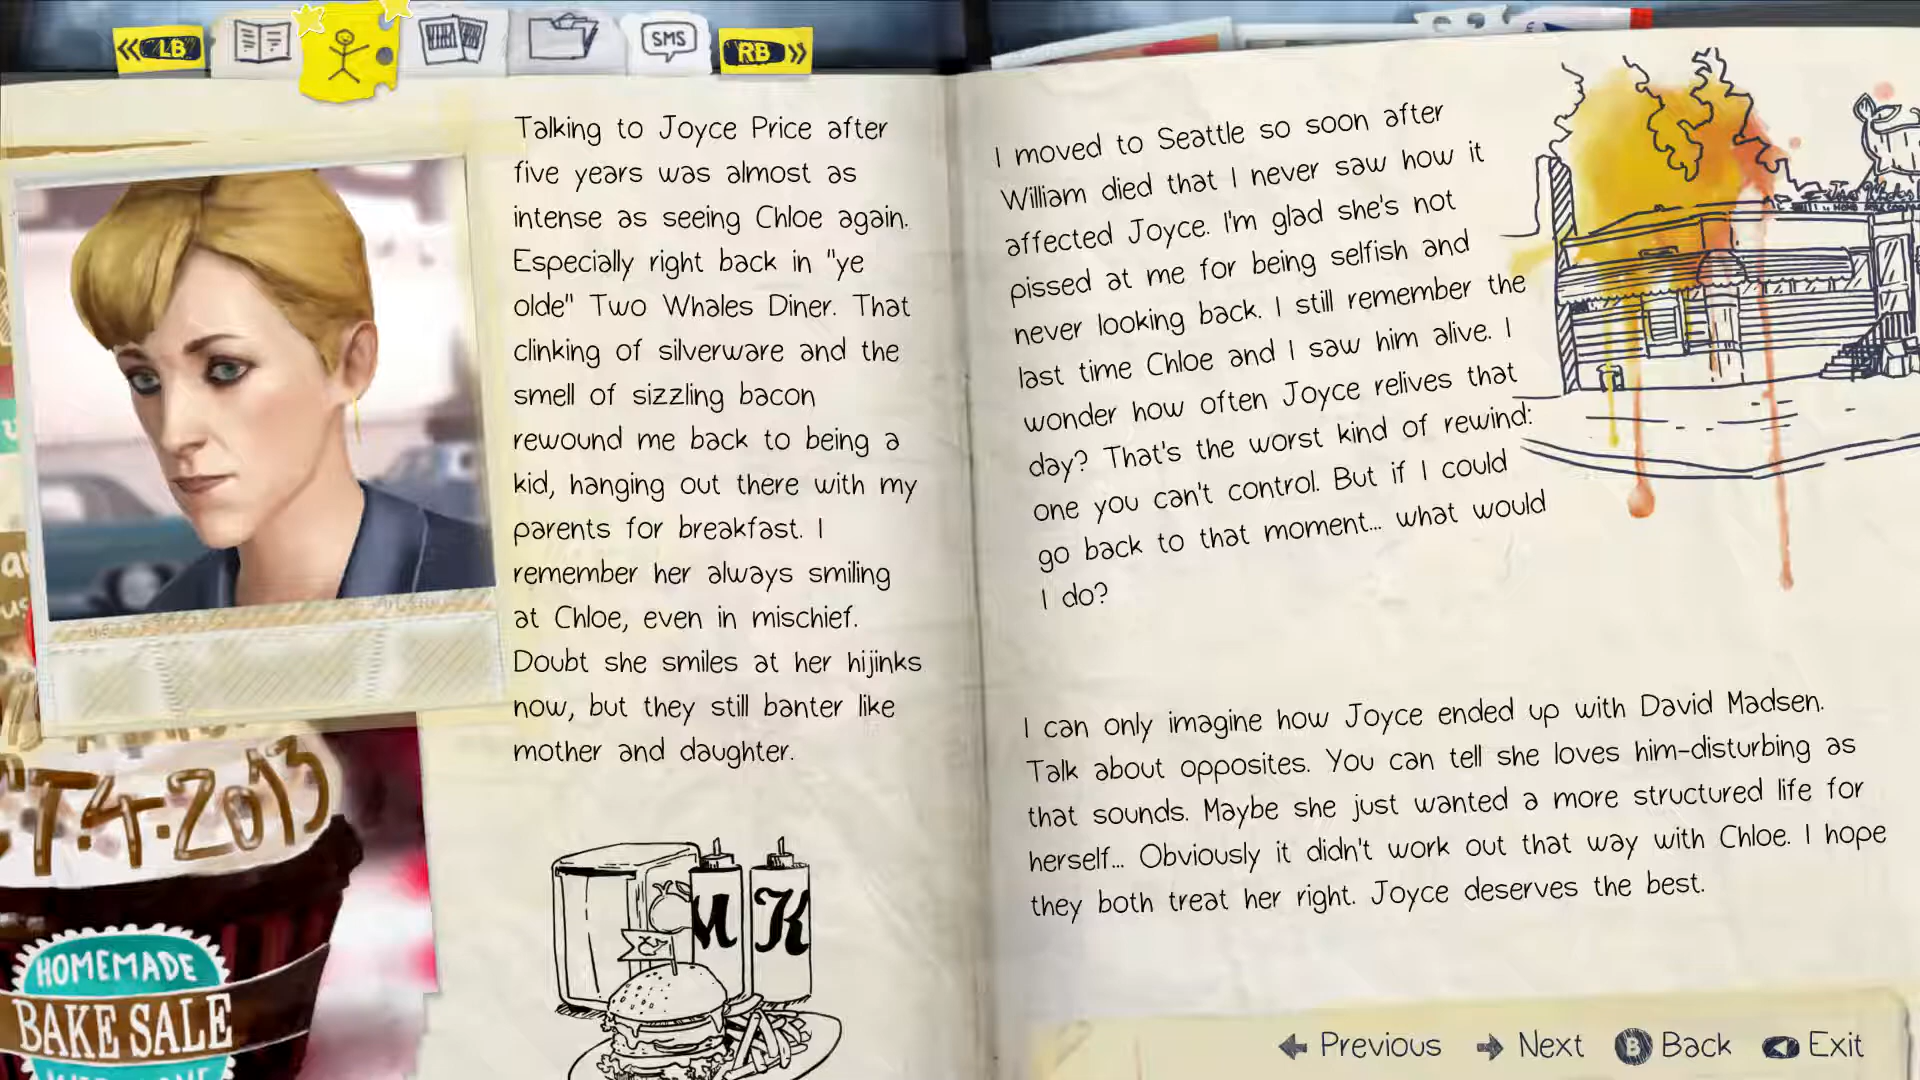 LB
SMS
RB
Talking to Joyce Price after
five years was almost as
intense as seeing Chloe again.
Especially right back in "ye
olde" Two Whales Diner. That
clinking of silverware and the
smell of sizzling bacon
rewound me back to being a
kid, hanging out there with my
parents for breakfast. I
remember her always smiling
at Chloe, even in mischief.
Doubt she smiles at her hijinks
now, but they still banter like
mother and daughter.
I moved to Seattle so soon after
William died that I never saw how it
affected Joyce. I'm glad she's not
pissed at me for being selfish and
never looking back. I still remember the
last time Chloe and I saw him alive. I
wonder how often Joyce relives that
day? That's the worst kind of rewind:
one you can't control. But if I could
go back to that moment... what would
I do?
I can only imagine how Joyce ended up with David Madsen.
Talk about opposites. You can tell she loves him-disturbing as
that sounds. Maybe she just wanted a more structured life for
herself... Obviously it didn't work out that way with Chloe. I hope
they both treat her right. Joyce deserves the best.
CT.4.2013
HOMEMADE
BAKE SALE
M K
Previous Next B Back Exit